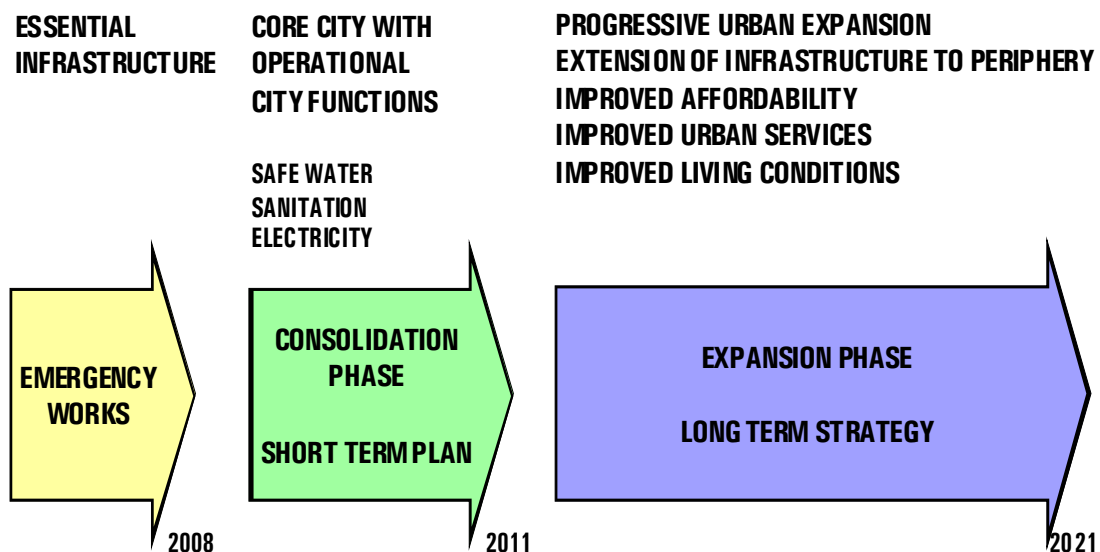 ESSENTIAL
INFRASTRUCTURE
CORE CITY WITH
OPERATIONAL
CITY FUNCTIONS
SAFE WATER
SANITATION
ELECTRICITY
PROGRESSIVE URBAN EXPANSION
EXTENSION OF INFRASTRUCTURE TO PERIPHERY
IMPROVED AFFORDABILITY
IMPROVED URBAN SERVICES
IMPROVED LIVING CONDITIONS
EMERGENCY
WORKS
2008
CONSOLIDATION
PHASE
SHORT TERM PLAN
2011
EXPANSION PHASE
LONG TERM STRATEGY
2021